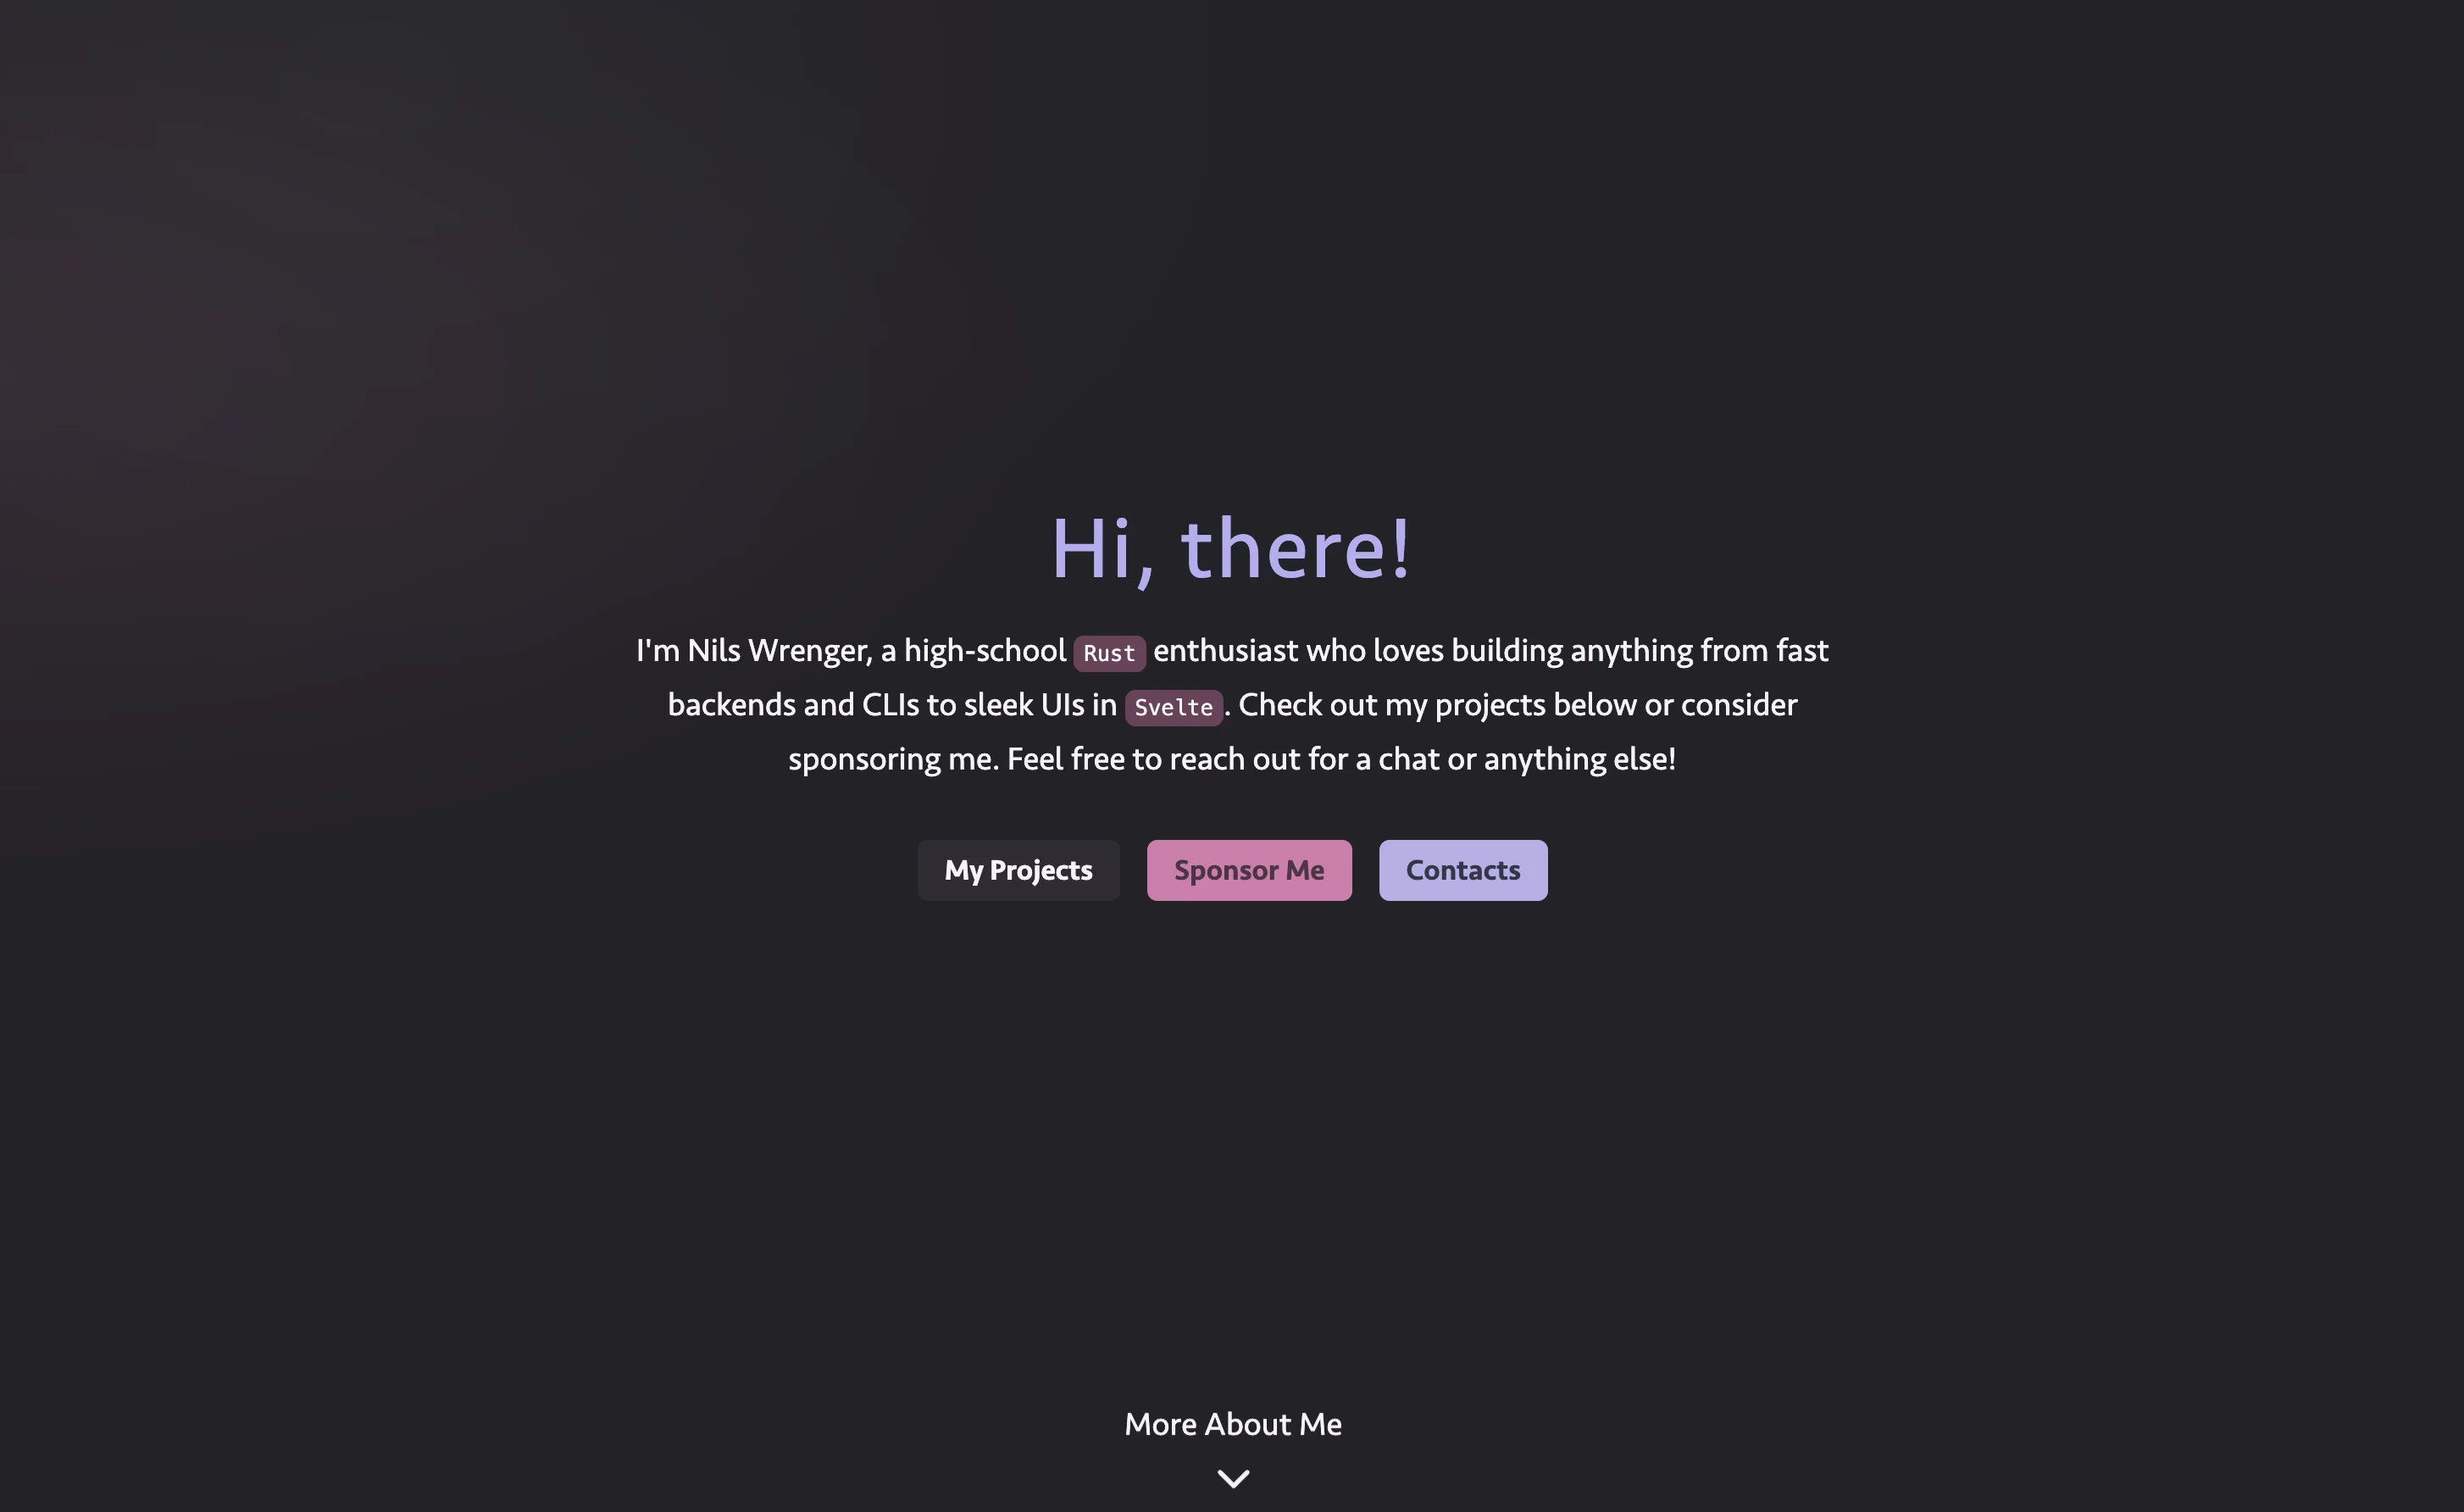 Hi, there!
I'm Nils Wrenger, a high-school Rust enthusiast who loves building anything from fast
backends and CLIs to sleek UIs in Svelte. Check out my projects below or consider
sponsoring me. Feel free to reach out for a chat or anything else!
My Projects Sponsor Me Contacts
More About Me